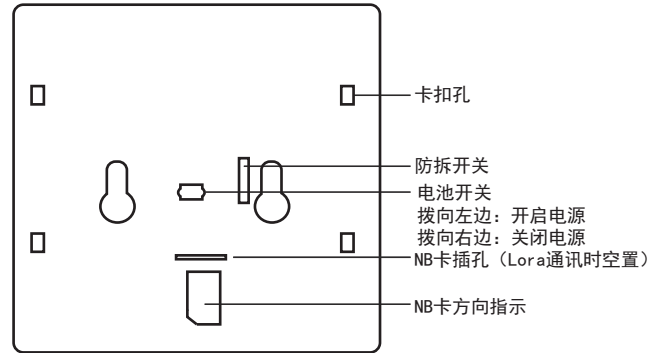 卡扣孔
防拆开关
电池开关
拨向左边：开启电源
拨向右边：关闭电源
NB卡插孔（Lora通讯时空置）
NB卡方向指示